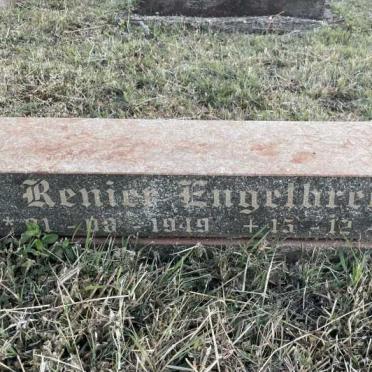 Renier Engelbre
*01-08-1919 +15-12-